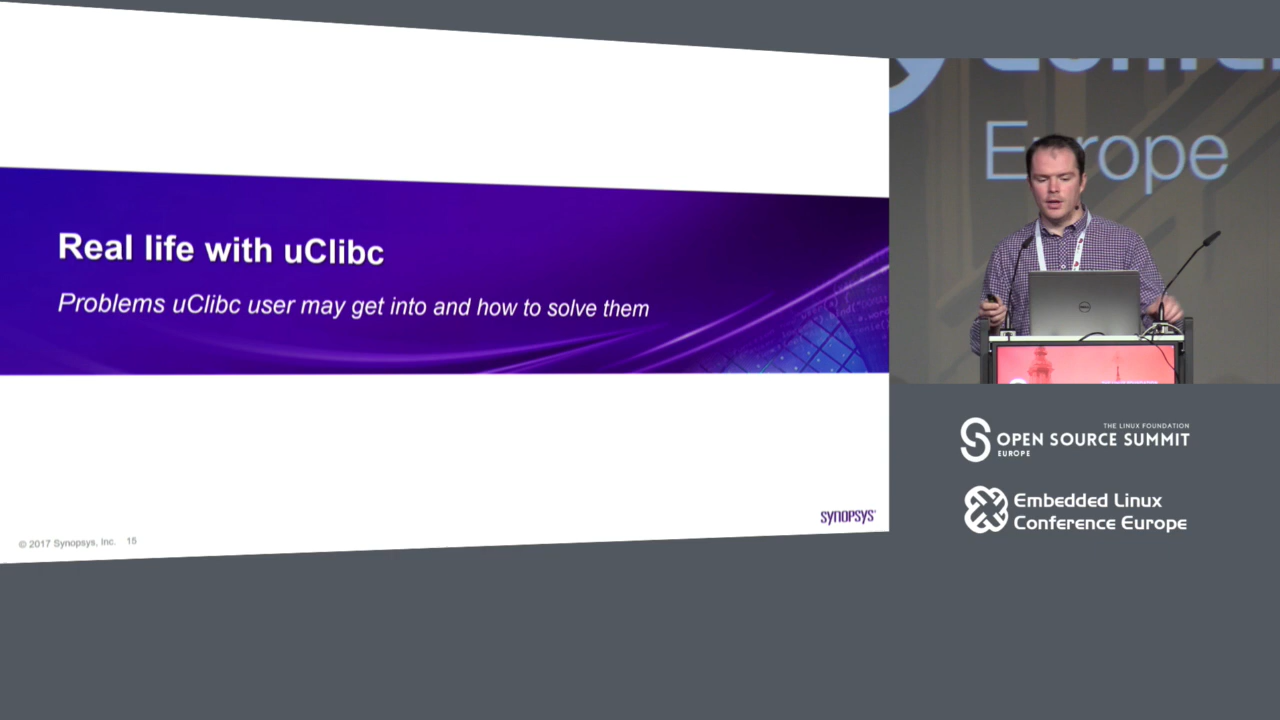 Real life with uClibc
Problems uClibc user may get into and how to solve them
SYNOPSYS
© 2017 Synopsys, Inc. 15
Europe
DELL
THE LINUX FOUNDATION
OPEN SOURCE SUMMIT
EUROPE
Embedded Linux
Conference Europe